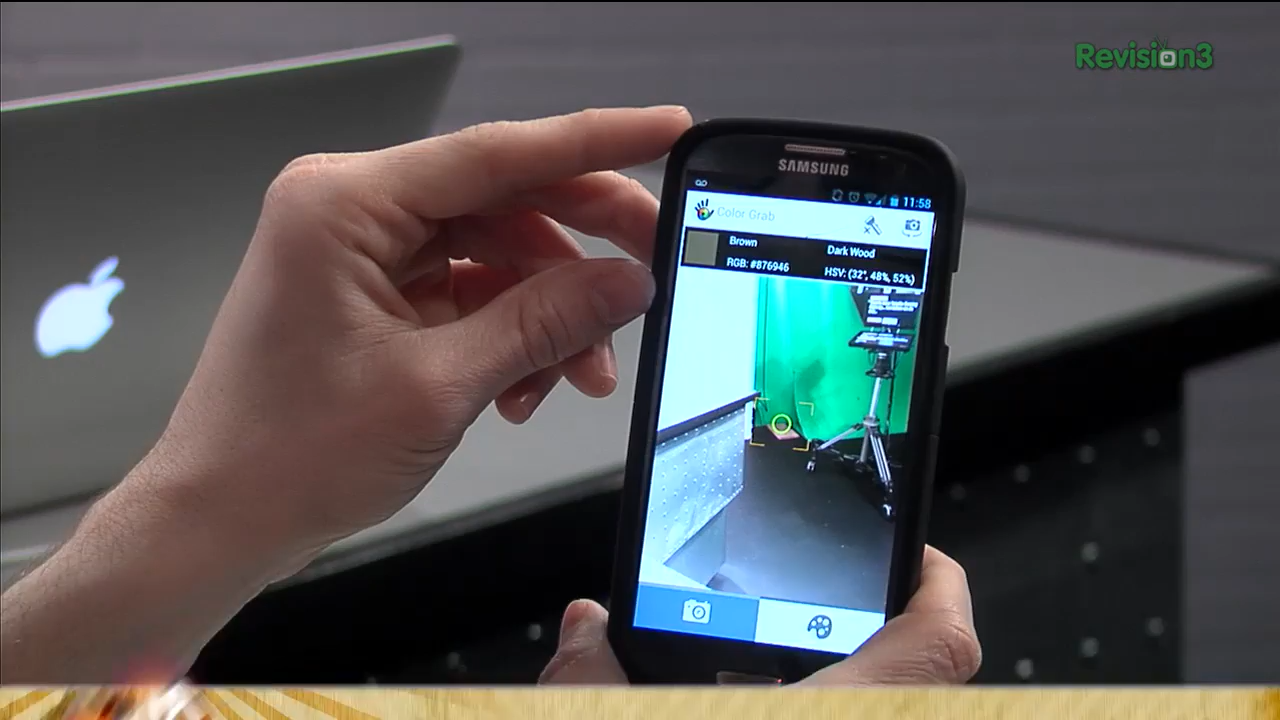 Revision3
SAMSUNG
11:58
Color Grab
Brown
Dark Wood
RGB: #876946
HSV: (32°, 48%, 52%)